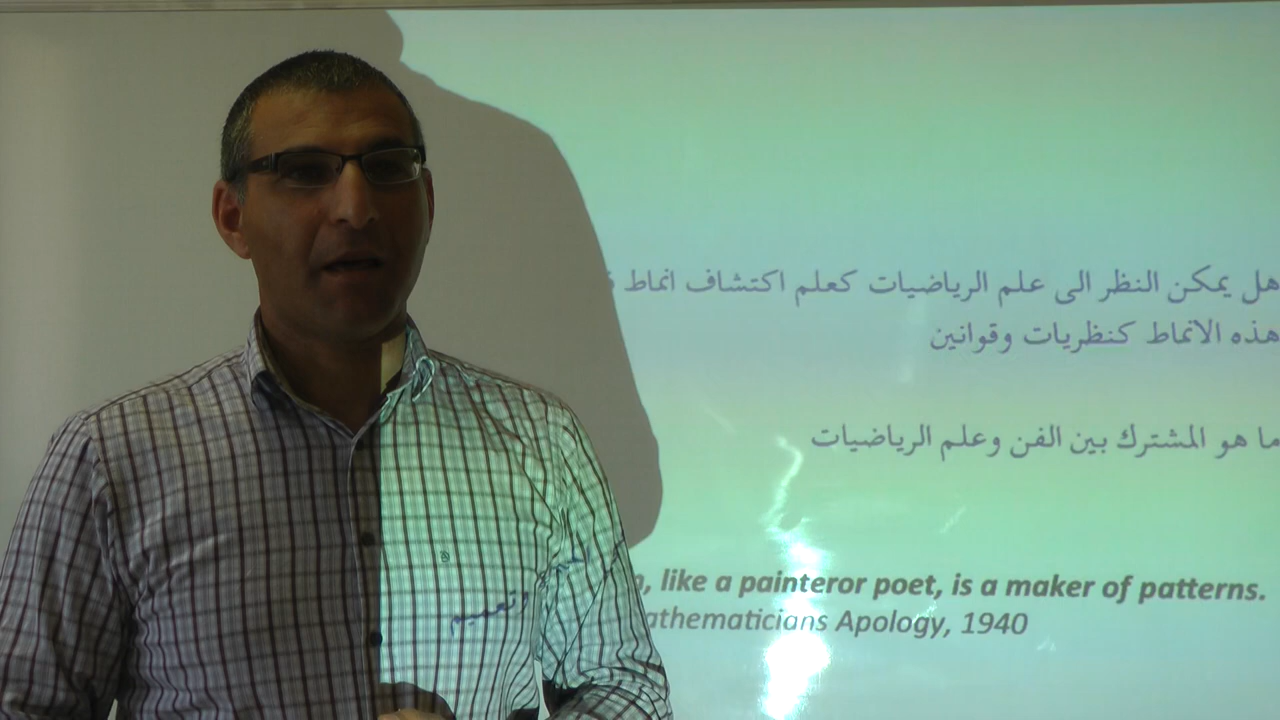 هل يمكن النظر الى علم الرياضيات كعلم اكتشاف انماط
هذه الانماط كنظريات وقوانين
ما هو المشترك بين الفن وعلم الرياضيات
, like a painteror poet, is a maker of patterns.
athematicians Apology, 1940